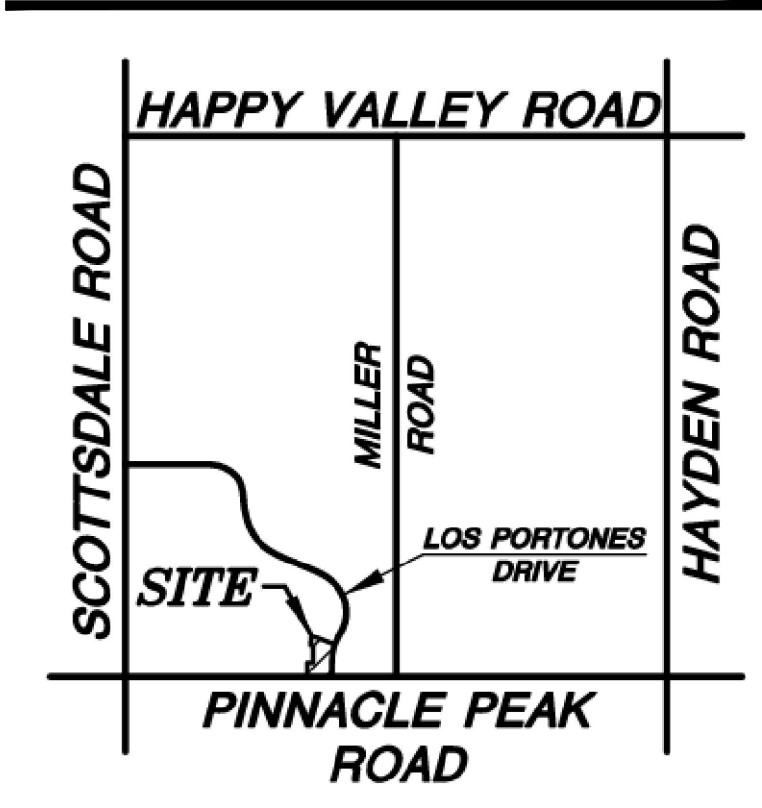 HAPPY VALLEY ROAD
SCOTTSDALE ROAD
HAYDEN ROAD
MILLER
ROAD
LOS PORTONES
DRIVE
SITE
PINNACLE PEAK
ROAD